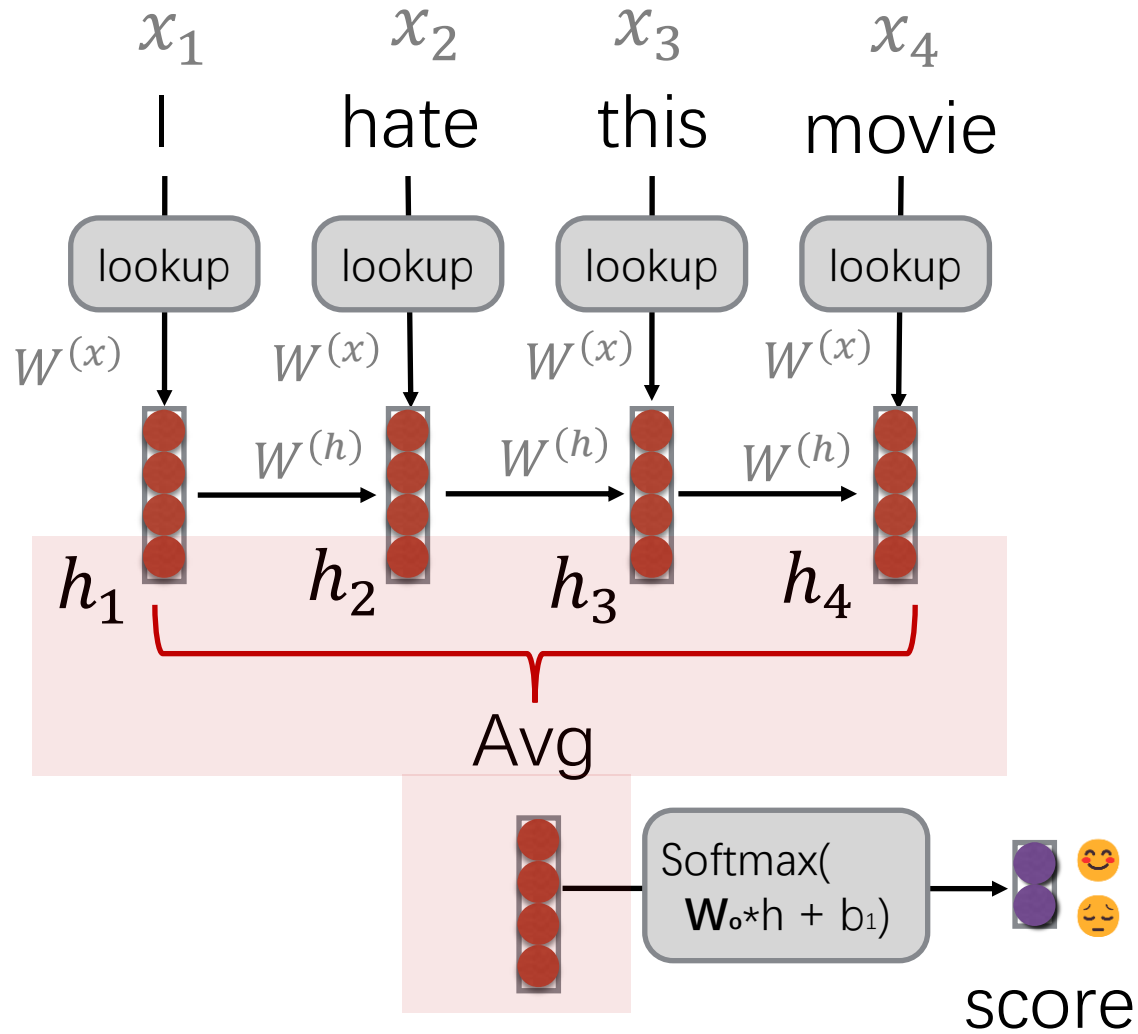 x₁ x₂ x₃ x₄
I hate this movie
lookup lookup lookup lookup
W⁽ˣ⁾ W⁽ˣ⁾ W⁽ˣ⁾ W⁽ˣ⁾
W⁽ʰ⁾ W⁽ʰ⁾ W⁽ʰ⁾
h₁ h₂ h₃ h₄
Avg
Softmax(
Wₒ*h + b₁)
score